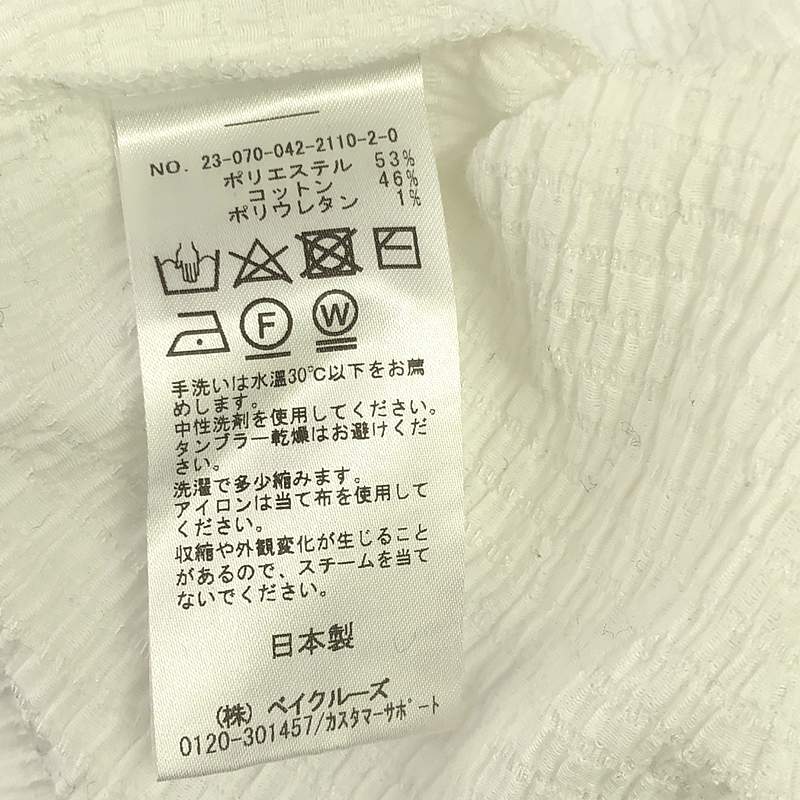 NO. 23-070-042-2110-2-0
ポリエステル 53%
コットン 46%
ポリウレタン 1%
F W
手洗いは水温30℃以下をお薦
めします。
中性洗剤を使用してください。
タンブラー乾燥はお避けくだ
さい。
洗濯で多少縮みます。
アイロンは当て布を使用して
ください。
収縮や外観変化が生じること
があるので、スチームを当て
ないでください。
日本製
(株) ベイクルーズ
0120-301457/カスタマーサポート